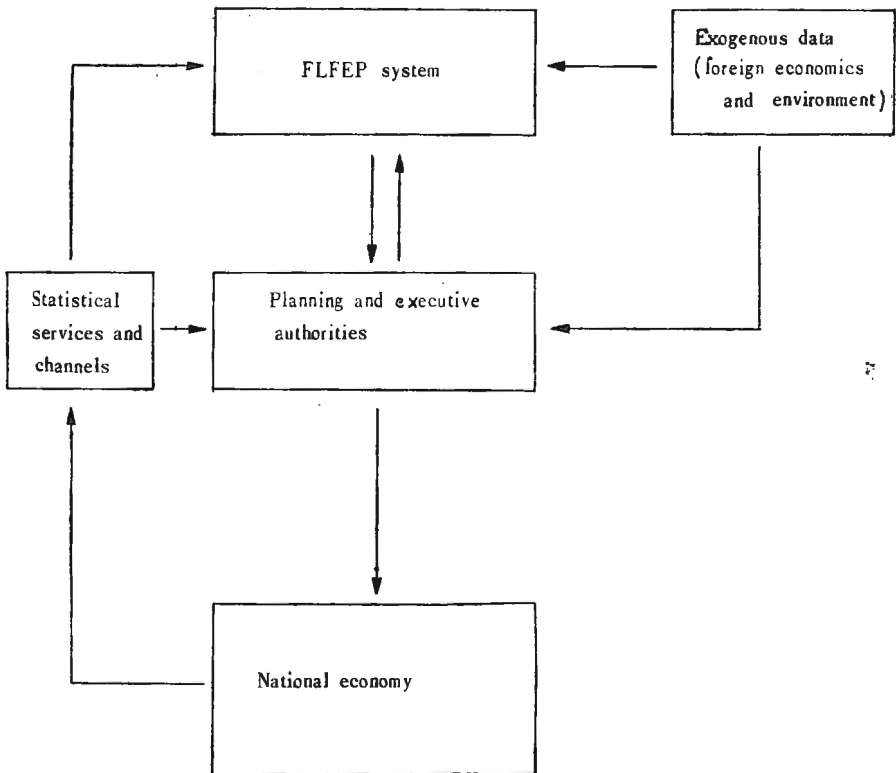 FLFEP system
Exogenous data
(foreign economics
and environment)
Statistical
services and
channels
Planning and executive
authorities
National economy